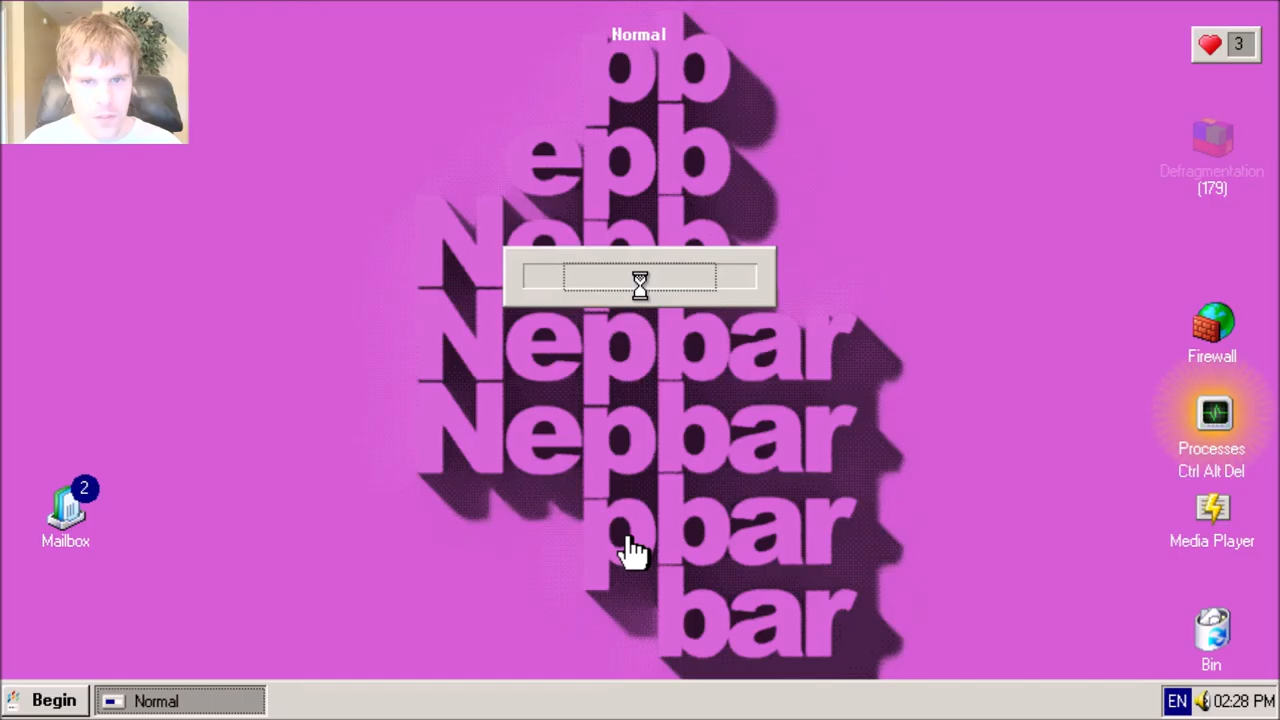 Normal
3
pb
epb
Nepb
Nepbar
Nepbar
pbar
bar
Defragmentation
(179)
Firewall
Processes
Ctrl Alt Del
Media Player
Bin
2
Mailbox
Begin
Normal
EN
02:28 PM